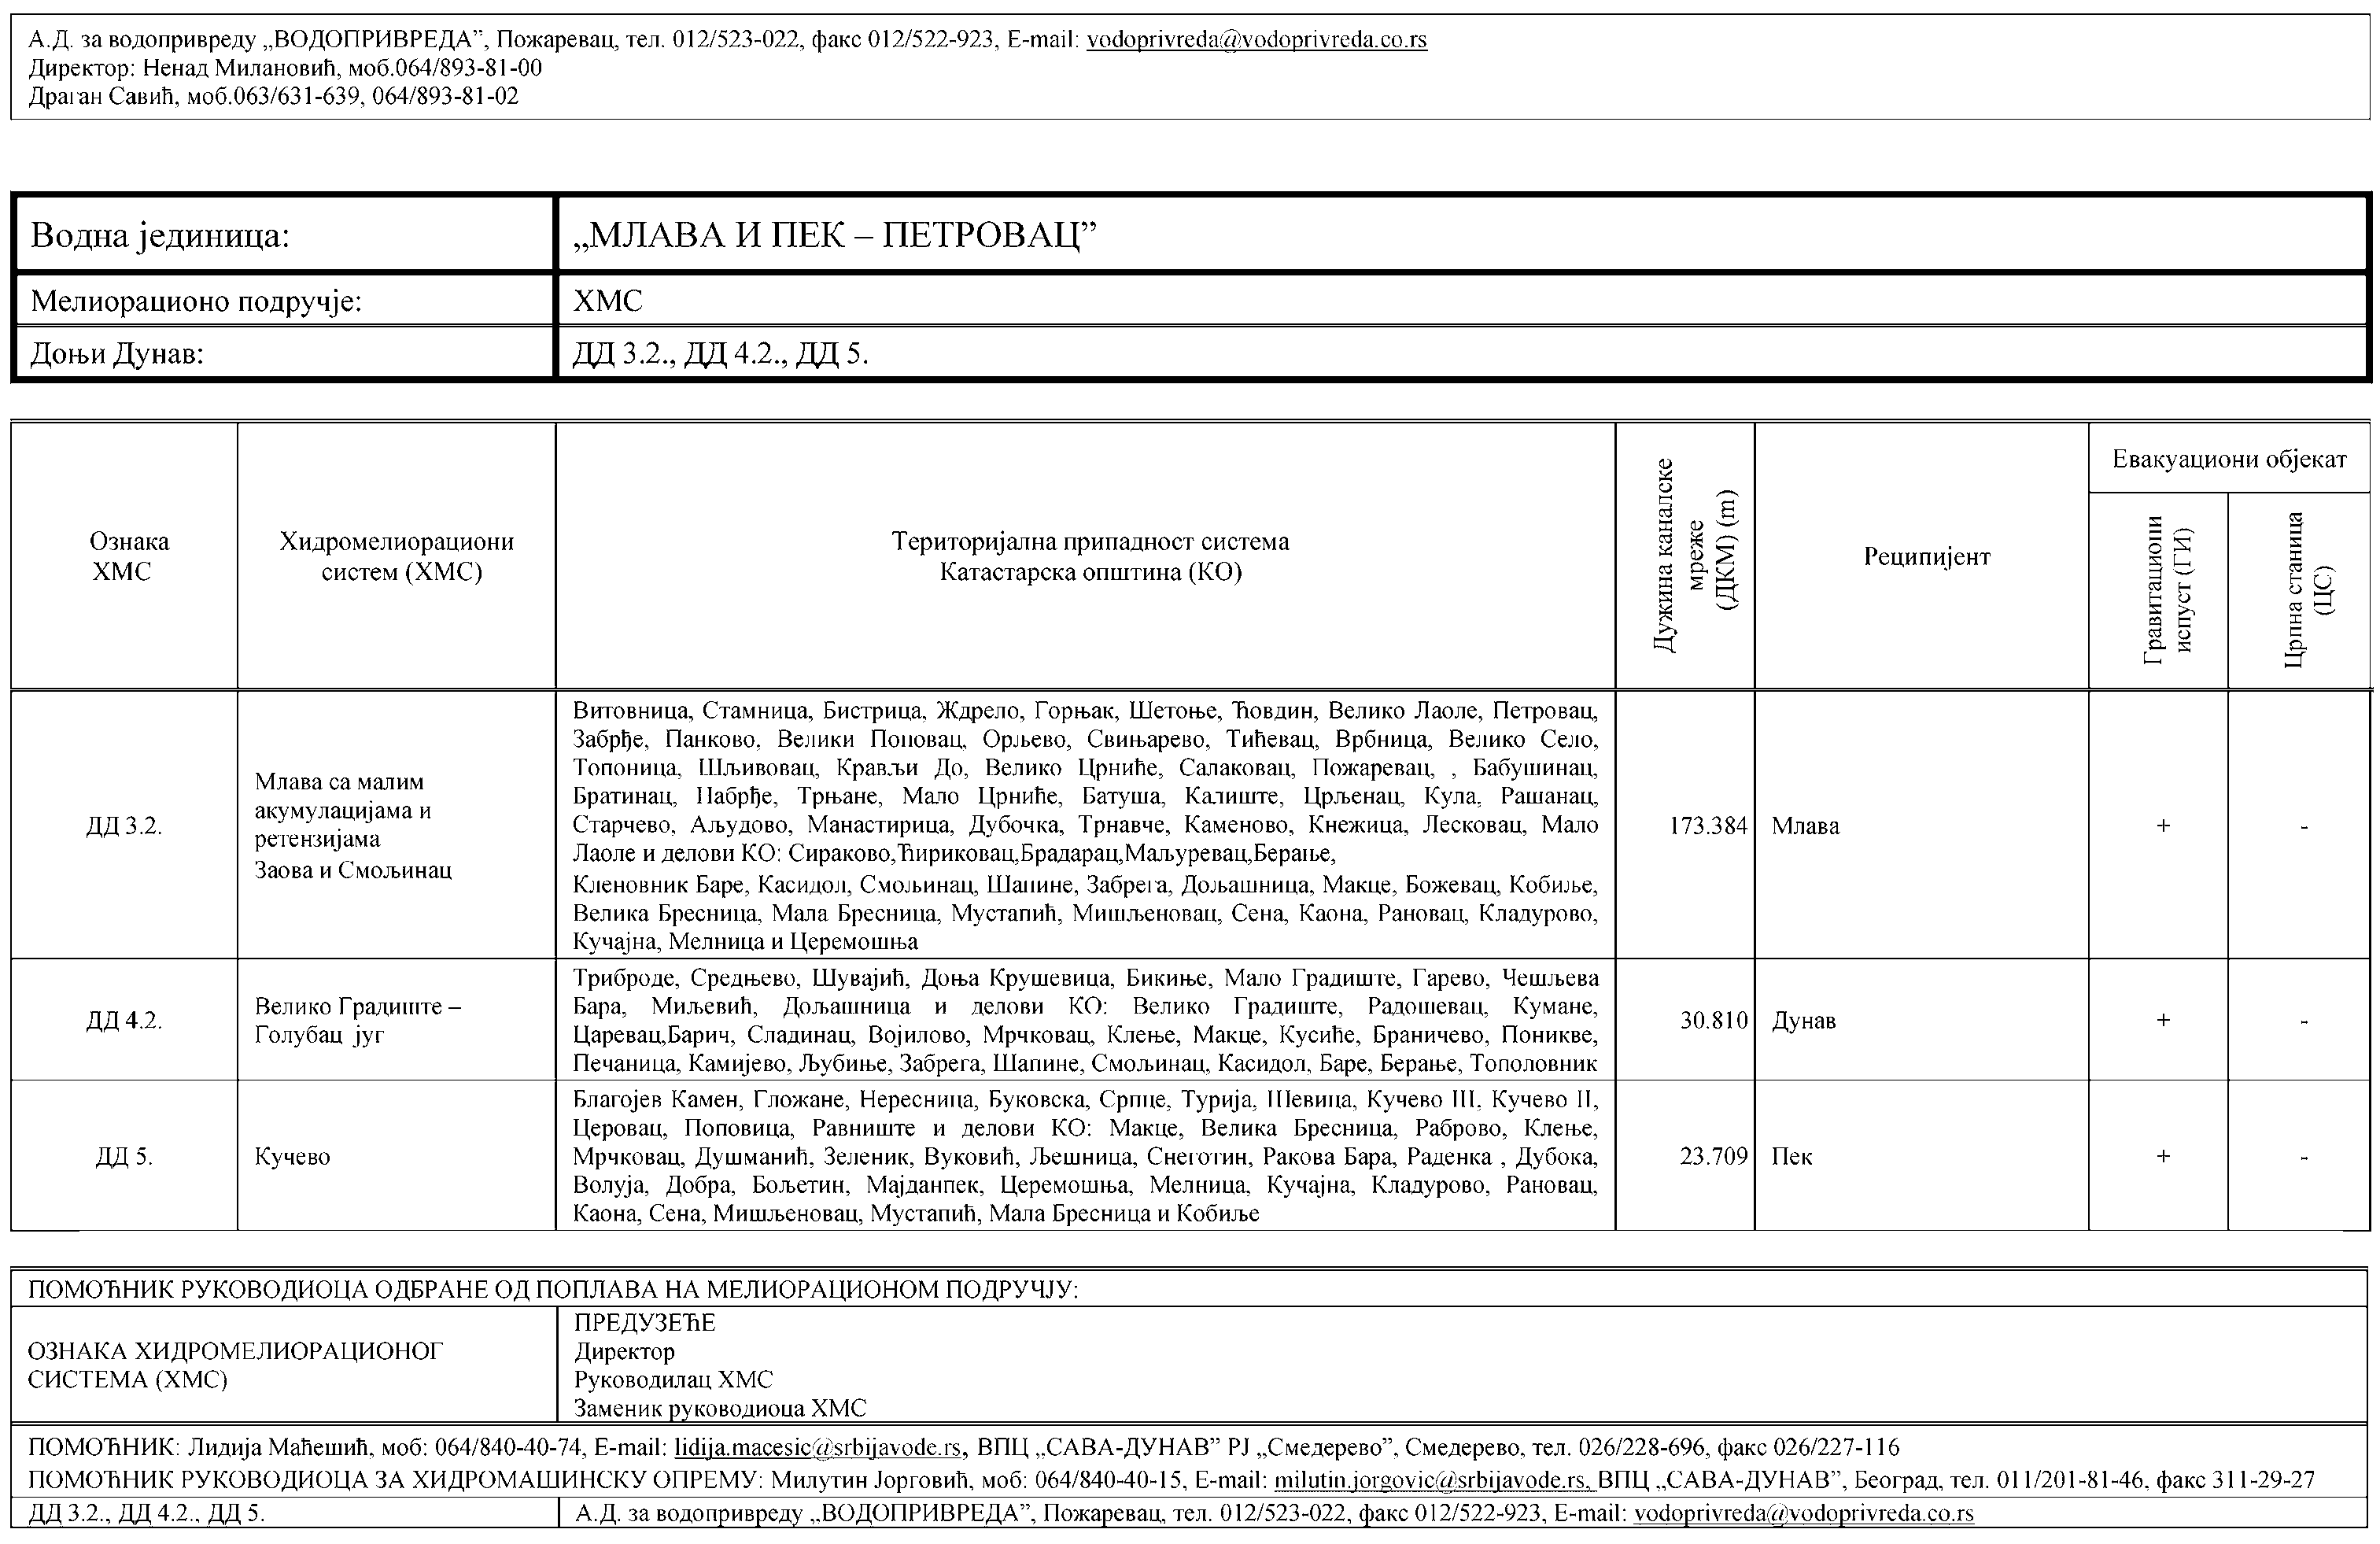 А.Д. за водопривреду „ВОДОПРИВРЕДА”, Пожаревац, тел. 012/523-022, факс 012/522-923, E-mail: vodoprivreda@vodoprivreda.co.rs
Директор: Ненад Милановић, моб.064/893-81-00
Драган Савић, моб.063/631-639, 064/893-81-02
Водна јединица: „МЛАВА И ПЕК – ПЕТРОВАЦ”
Мелиорационо подручје: ХМС
Доњи Дунав: ДД 3.2., ДД 4.2., ДД 5.
Ознака
ХМС
Хидромелиорациони
систем (ХМС)
Територијална припадност система
Катастарска општина (КО)
Дужина каналске
мреже
(ДКМ) (m)
Реципијент
Евакуациони објекат
Гравитациони
испуст (ГИ)
Црпна станица
(ЦС)
ДД 3.2.
Млава са малим
акумулацијама и
ретензијама
Заова и Смољинац
Витовница, Стамница, Бистрица, Ждрело, Горњак, Шетоње, Ћовдин, Велико Лаоле, Петровац,
Забрђе, Панково, Велики Поповац, Орљево, Свињарево, Тићевац, Врбница, Велико Село,
Топоница, Шљивовац, Крављи До, Велико Црниће, Салаковац, Пожаревац, , Бабушинац,
Братинац, Набрђе, Трњане, Мало Црниће, Батуша, Калиште, Црљенац, Кула, Рашанац,
Старчево, Аљудово, Манастирица, Дубочка, Трнавче, Каменово, Кнежица, Лесковац, Мало
Лаоле и делови КО: Сираково,Ћириковац,Брадарац,Маљуревац,Берање,
Кленовник Баре, Касидол, Смољинац, Шапине, Забрега, Дољашница, Макце, Божевац, Кобиље,
Велика Бресница, Мала Бресница, Мустапић, Мишљеновац, Сена, Каона, Рановац, Кладурово,
Кучајна, Мелница и Церемошња
173.384
Млава
+
-
ДД 4.2.
Велико Градиште –
Голубац југ
Триброде, Средњево, Шувајић, Доња Крушевица, Бикиње, Мало Градиште, Гарево, Чешљева
Бара, Миљевић, Дољашница и делови КО: Велико Градиште, Радошевац, Кумане,
Царевац,Барич, Сладинац, Војилово, Мрчковац, Клење, Макце, Кусиће, Браничево, Поникве,
Печаница, Камијево, Љубиње, Забрега, Шапине, Смољинац, Касидол, Баре, Берање, Тополовник
30.810
Дунав
+
-
ДД 5.
Кучево
Благојев Камен, Гложане, Нересница, Буковска, Српце, Турија, Шевица, Кучево III, Кучево II,
Церовац, Поповица, Равниште и делови КО: Макце, Велика Бресница, Раброво, Клење,
Мрчковац, Душманић, Зеленик, Вуковић, Љешница, Снеготин, Ракова Бара, Раденка , Дубока,
Волуја, Добра, Бољетин, Мајданпек, Церемошња, Мелница, Кучајна, Кладурово, Рановац,
Каона, Сена, Мишљеновац, Мустапић, Мала Бресница и Кобиље
23.709
Пек
+
-
ПОМОЋНИК РУКОВОДИОЦА ОДБРАНЕ ОД ПОПЛАВА НА МЕЛИОРАЦИОНОМ ПОДРУЧЈУ:
ОЗНАКА ХИДРОМЕЛИОРАЦИОНОГ
СИСТЕМА (ХМС)
ПРЕДУЗЕЋЕ
Директор
Руководилац ХМС
Заменик руководиоца ХМС
ПОМОЋНИК: Лидија Маћешић, моб: 064/840-40-74, E-mail: lidija.macesic@srbijavode.rs, ВПЦ „САВА-ДУНАВ” РЈ „Смедерево”, Смедерево, тел. 026/228-696, факс 026/227-116
ПОМОЋНИК РУКОВОДИОЦА ЗА ХИДРОМАШИНСКУ ОПРЕМУ: Милутин Јорговић, моб: 064/840-40-15, E-mail: milutin.jorgovic@srbijavode.rs, ВПЦ „САВА-ДУНАВ”, Београд, тел. 011/201-81-46, факс 311-29-27
ДД 3.2., ДД 4.2., ДД 5. А.Д. за водопривреду „ВОДОПРИВРЕДА”, Пожаревац, тел. 012/523-022, факс 012/522-923, E-mail: vodoprivreda@vodoprivreda.co.rs